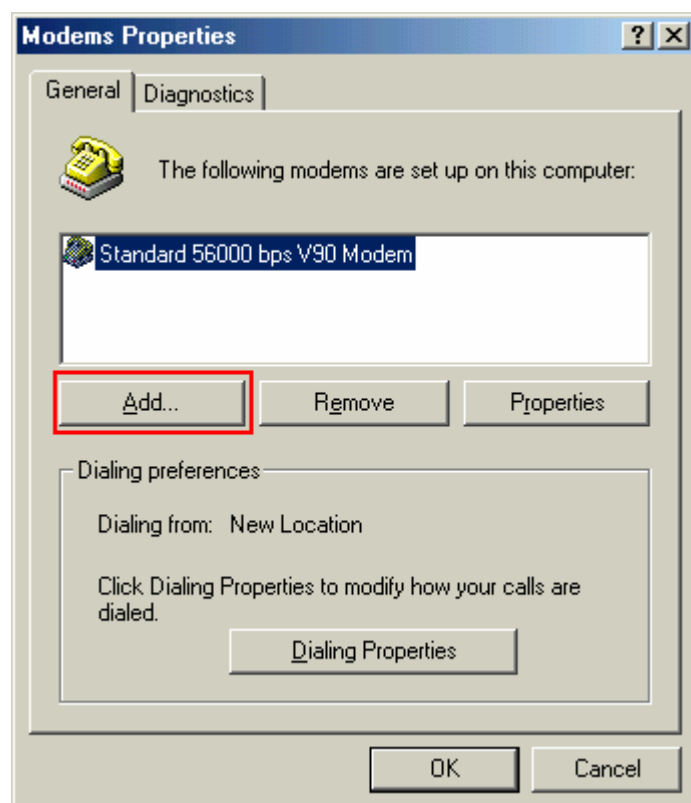 Modems Properties
General Diagnostics
The following modems are set up on this computer:
Standard 56000 bps V90 Modem
Add... Remove Properties
Dialing preferences
Dialing from: New Location
Click Dialing Properties to modify how your calls are
dialed.
Dialing Properties
OK Cancel